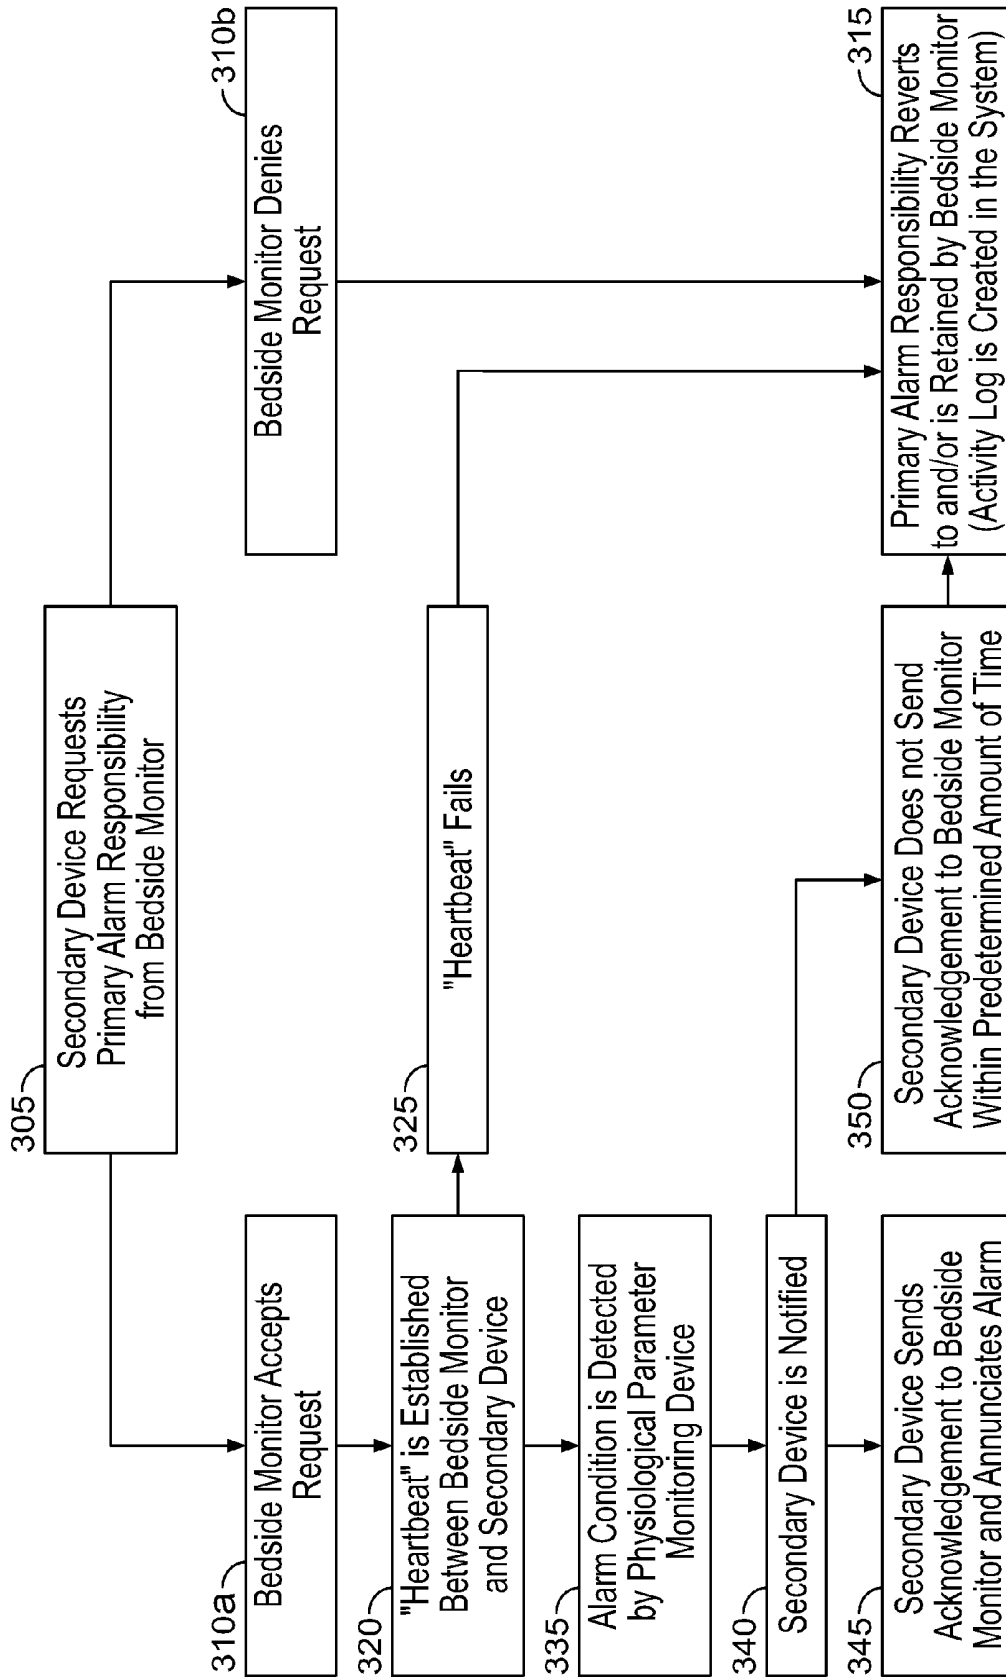 305
Secondary Device Requests
Primary Alarm Responsibility
from Bedside Monitor
310a
Bedside Monitor Accepts
Request
310b
Bedside Monitor Denies
Request
320
"Heartbeat" is Established
Between Bedside Monitor
and Secondary Device
325
"Heartbeat" Fails
335
Alarm Condition is Detected
by Physiological Parameter
Monitoring Device
340
Secondary Device is Notified
345
Secondary Device Sends
Acknowledgement to Bedside
Monitor and Annunciates Alarm
350
Secondary Device Does not Send
Acknowledgement to Bedside Monitor
Within Predetermined Amount of Time
315
Primary Alarm Responsibility Reverts
to and/or is Retained by Bedside Monitor
(Activity Log is Created in the System)